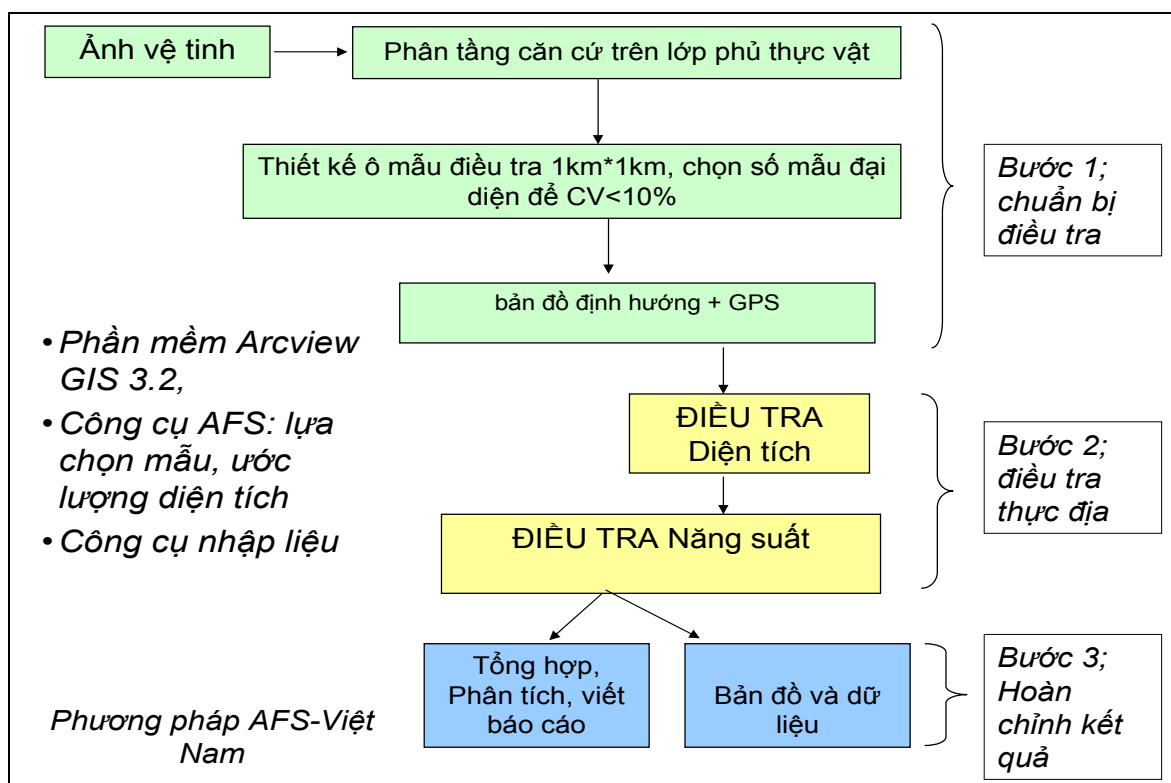 Ảnh vệ tinh
Phân tầng căn cứ trên lớp phủ thực vật
Thiết kế ô mẫu điều tra 1km*1km, chọn số mẫu đại
diện để CV<10%
bản đồ định hướng + GPS
Bước 1;
chuẩn bị
điều tra
• Phần mềm Arcview
GIS 3.2,
• Công cụ AFS: lựa
chọn mẫu, ước
lượng diện tích
• Công cụ nhập liệu
ĐIỀU TRA
Diện tích
ĐIỀU TRA Năng suất
Bước 2;
điều tra
thực địa
Tổng hợp,
Phân tích, viết
báo cáo
Bản đồ và dữ
liệu
Bước 3;
Hoàn
chỉnh kết
quả
Phương pháp AFS-Việt
Nam